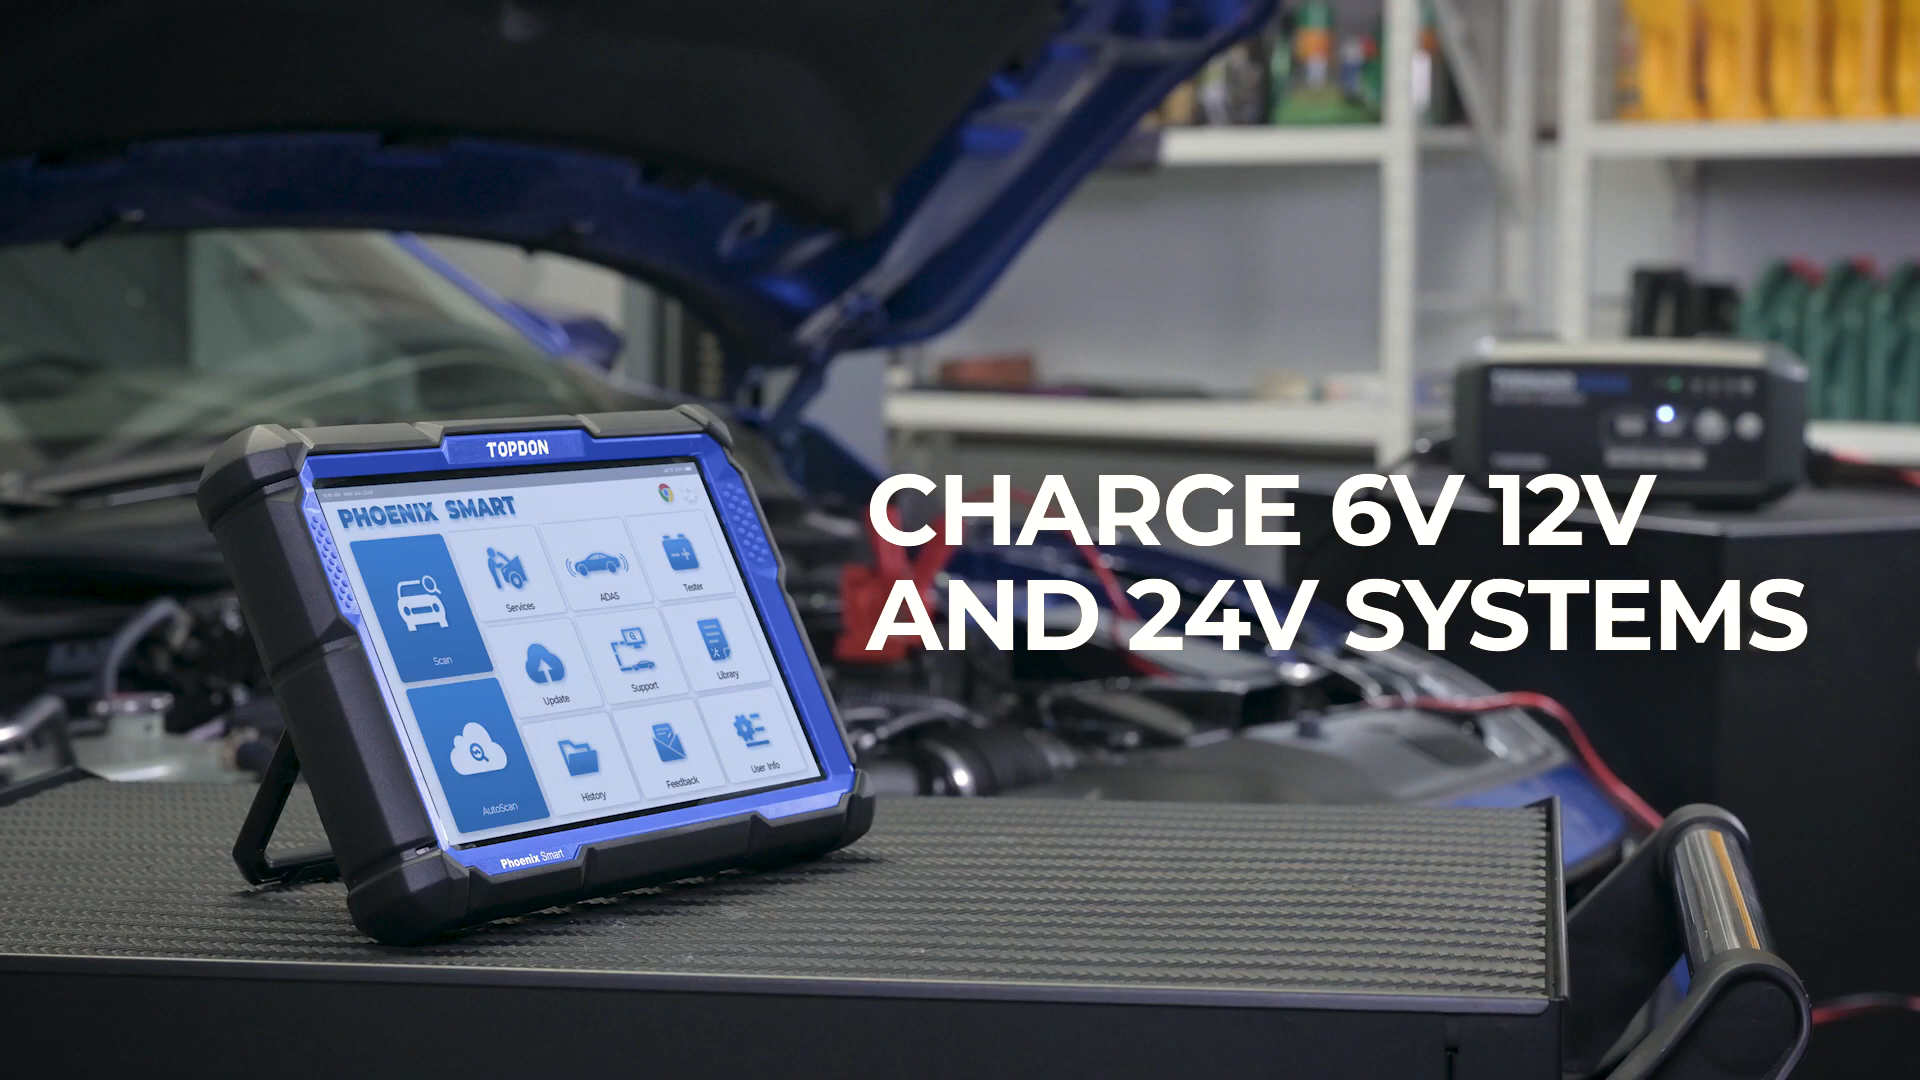 TOPDON
PHOENIX SMART
Scan
Services
ADAS
Tester
Update
Support
Library
AutoScan
History
Feedback
User Info
Phoenix Smart
CHARGE 6V 12V
AND 24V SYSTEMS